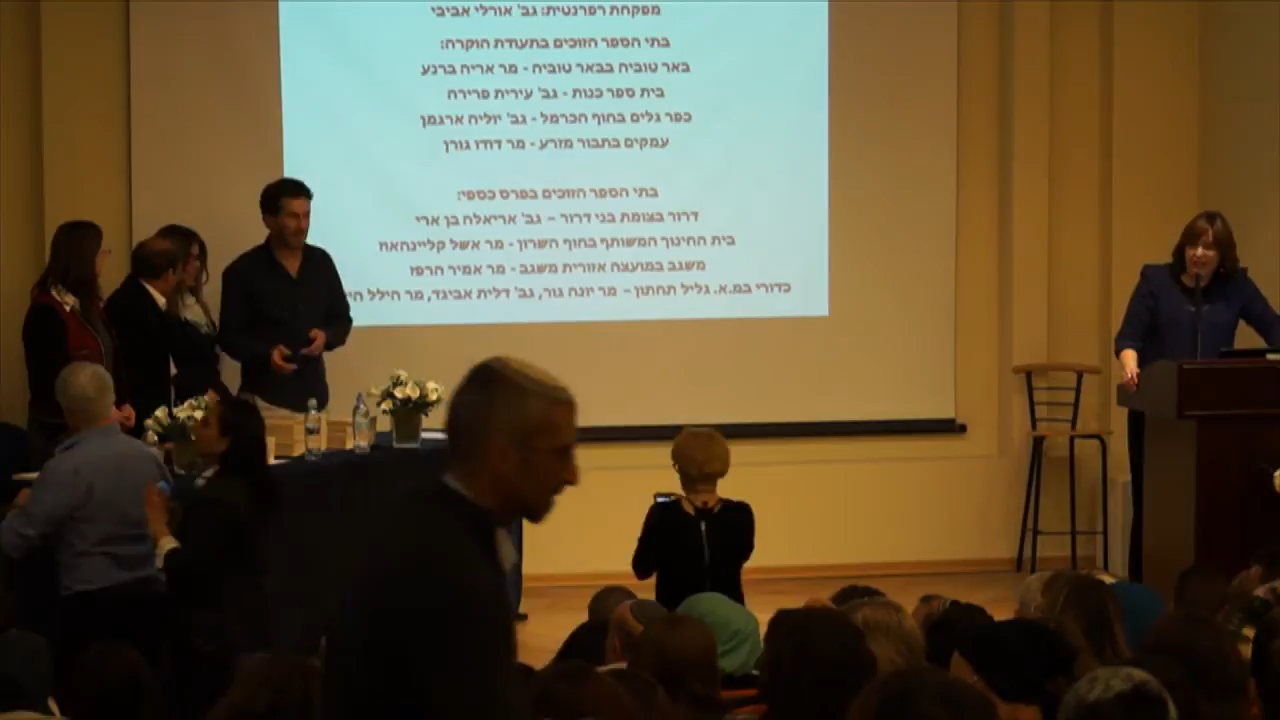 מפקחת רפרנטית: גב' אורלי אביבי
בתי הספר הזוכים בתעודת הוקרה:
באר טוביה בבאר טוביה - מר אריה ברנע
בית ספר כנות - גב' עירית פרירה
כפר גלים בחוף הכרמל - גב' יוליה ארגמן
עמקים בתבור מזרע - מר דודו גורן
בתי הספר הזוכים בפרס כספי:
דרור בצומת בני דרור – גב' אריאלה בן ארי
בית החינוך המשותף בחוף השרון - מר אשל קליינהאוז
משגב במועצה אזורית משגב - מר אמיר הרפז
כדורי במ.א. גליל תחתון – מר יונה גור, גב' דלית אביגד, מר הילל